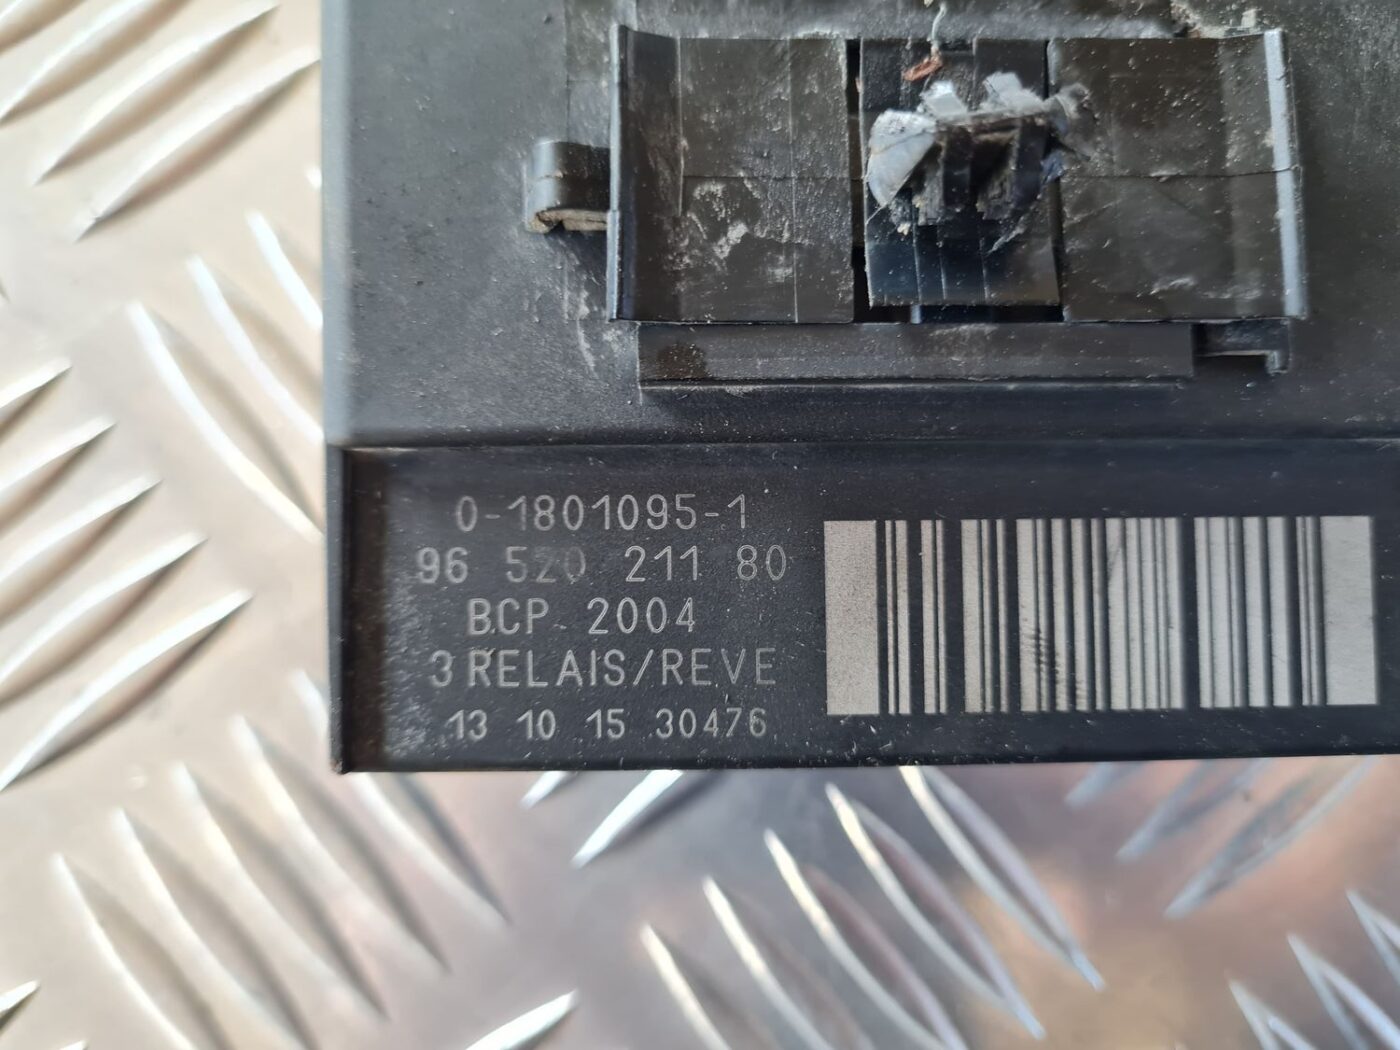 0-1801095-1
96 520 211 80
BCP 2004
3 RELAIS/REVE
13 10 15 30476